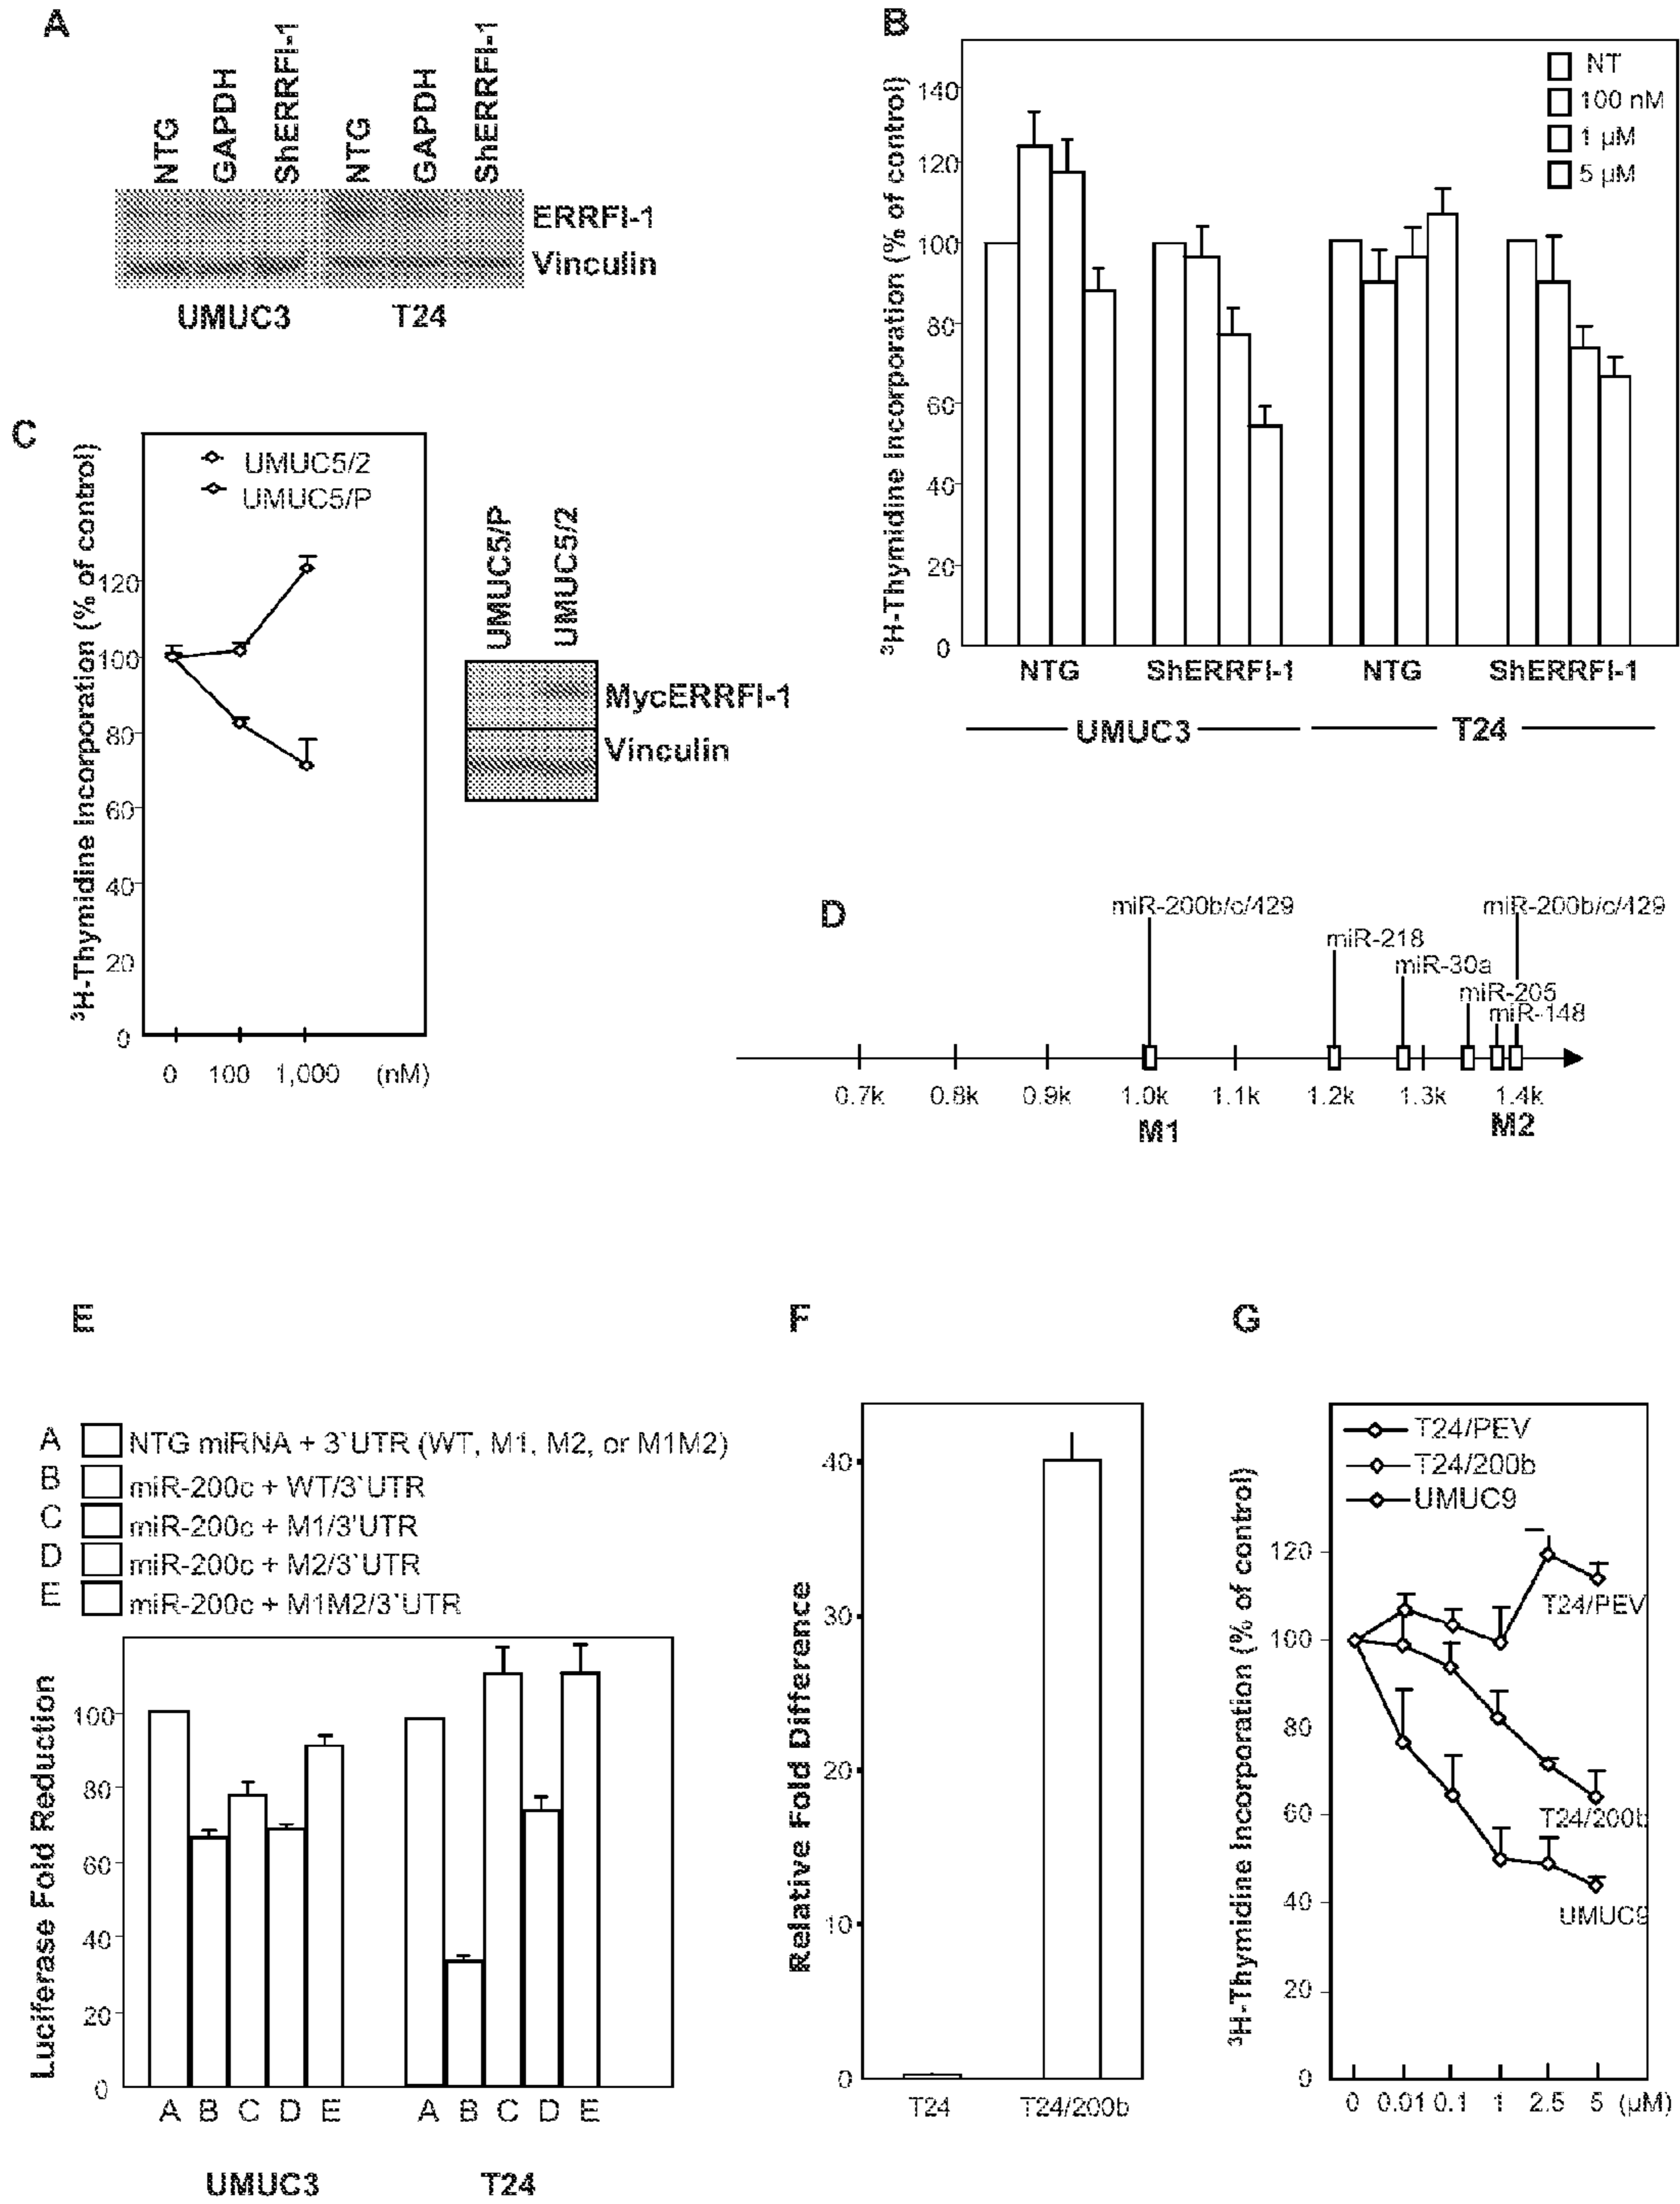 A
NTG
GAPDH
ShERRFI-1
NTG
GAPDH
ShERRFI-1
ERRFI-1
Vinculin
UMUC3
T24
B
³H-Thymidine Incorporation (% of control)
140
120
100
80
60
40
20
0
NT
100 nM
1 µM
5 µM
NTG
ShERRFI-1
NTG
ShERRFI-1
UMUC3
T24
C
³H-Thymidine Incorporation (% of control)
UMUC5/2
UMUC5/P
120
100
80
60
40
20
0
0 100 1,000 (nM)
UMUC5/P
UMUC5/2
MycERRFI-1
Vinculin
D
miR-200b/c/429
miR-218
miR-30a
miR-205
miR-148
miR-200b/c/429
0.7k 0.8k 0.9k 1.0k 1.1k 1.2k 1.3k 1.4k
M1 M2
E
A NTG miRNA + 3`UTR (WT, M1, M2, or M1M2)
B miR-200c + WT/3`UTR
C miR-200c + M1/3'UTR
D miR-200c + M2/3`UTR
E miR-200c + M1M2/3`UTR
Luciferase Fold Reduction
100
80
60
40
20
0
A B C D E A B C D E
UMUC3 T24
F
Relative Fold Difference
40
30
20
10
0
T24 T24/200b
G
³H-Thymidine Incorporation (% of control)
T24/PEV
T24/200b
UMUC9
120
100
80
60
40
20
0
T24/PEV
T24/200b
UMUC9
0 0.01 0.1 1 2.5 5 (µM)